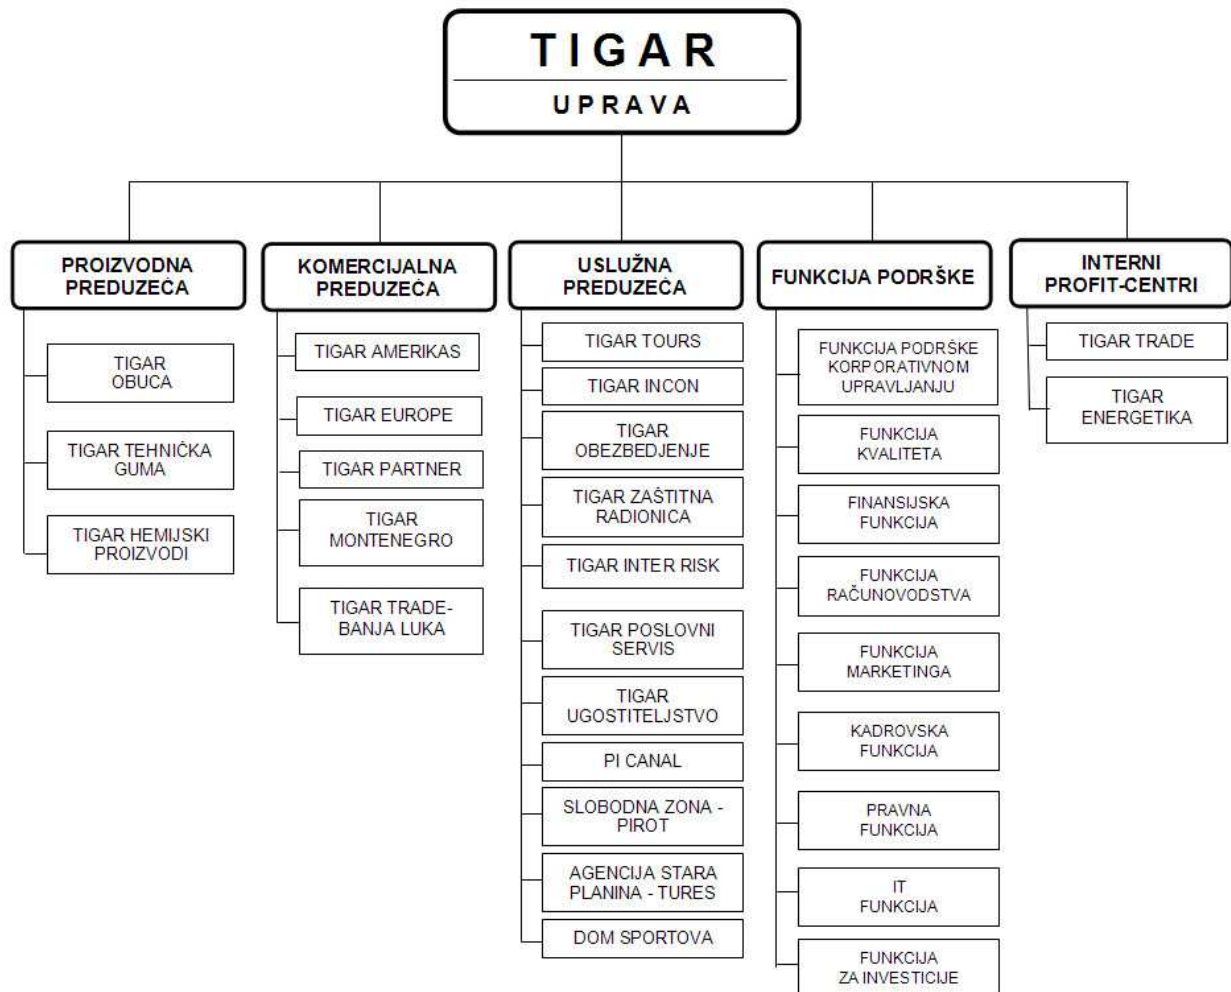 TIGAR
UPRAVA
PROIZVODNA
PREDUZEĆA
TIGAR
OBUCA
TIGAR TEHNIČKA
GUMA
TIGAR HEMIJSKI
PROIZVODI
KOMERCIJALNA
PREDUZEĆA
TIGAR AMERIKAS
TIGAR EUROPE
TIGAR PARTNER
TIGAR
MONTENEGRO
TIGAR TRADE-
BANJA LUKA
USLUŽNA
PREDUZEĆA
TIGAR TOURS
TIGAR INCON
TIGAR
OBEZBEDJENJE
TIGAR ZAŠTITNA
RADIONICA
TIGAR INTER RISK
TIGAR POSLOVNI
SERVIS
TIGAR
UGOSTITELJSTVO
PI CANAL
SLOBODNA ZONA -
PIROT
AGENCIJA STARA
PLANINA - TURES
DOM SPORTOVA
FUNKCIJA PODRŠKE
FUNKCIJA PODRŠKE
KORPORATIVNOM
UPRAVLJANJU
FUNKCIJA
KVALITETA
FINANSIJSKA
FUNKCIJA
FUNKCIJA
RAČUNOVODSTVA
FUNKCIJA
MARKETINGA
KADROVSKA
FUNKCIJA
PRAVNA
FUNKCIJA
IT
FUNKCIJA
FUNKCIJA
ZA INVESTICIJE
INTERNI
PROFIT-CENTRI
TIGAR TRADE
TIGAR
ENERGETIKA